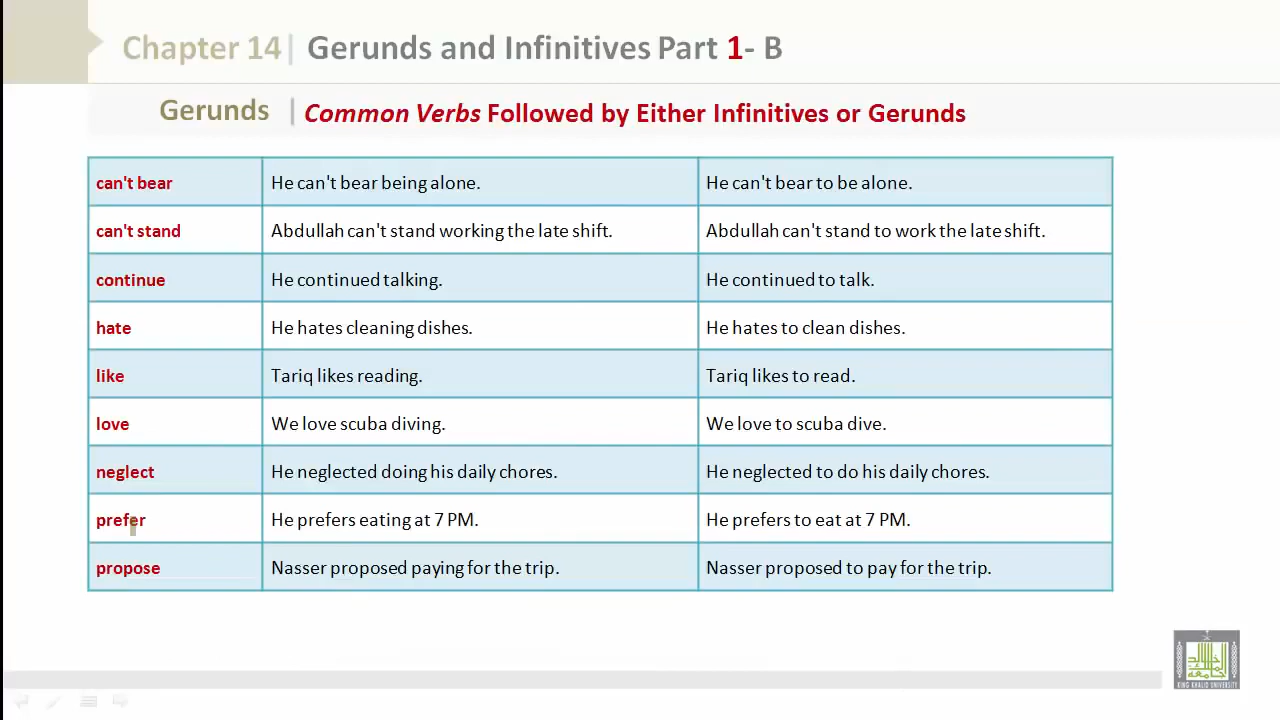 Chapter 14| Gerunds and Infinitives Part 1- B
Gerunds | Common Verbs Followed by Either Infinitives or Gerunds
can't bear He can't bear being alone. He can't bear to be alone.
can't stand Abdullah can't stand working the late shift. Abdullah can't stand to work the late shift.
continue He continued talking. He continued to talk.
hate He hates cleaning dishes. He hates to clean dishes.
like Tariq likes reading. Tariq likes to read.
love We love scuba diving. We love to scuba dive.
neglect He neglected doing his daily chores. He neglected to do his daily chores.
prefer He prefers eating at 7 PM. He prefers to eat at 7 PM.
propose Nasser proposed paying for the trip. Nasser proposed to pay for the trip.
KING KHALID UNIVERSITY